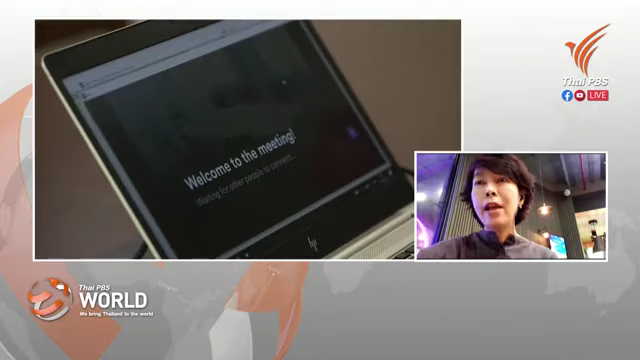 Thai PBS
LIVE
Welcome to the meeting!
Waiting for other people to connect...
hp
Thai PBS
WORLD
We bring Thailand to the world